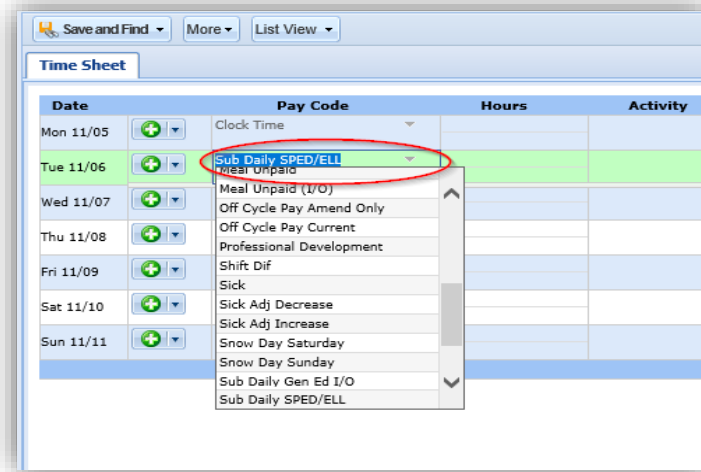 Save and Find More List View
Time Sheet
Date Pay Code Hours Activity
Mon 11/05 Clock Time
Tue 11/06 Sub Daily SPED/ELL
Meal Unpaid
Wed 11/07 Meal Unpaid (I/O)
Off Cycle Pay Amend Only
Thu 11/08 Off Cycle Pay Current
Professional Development
Fri 11/09 Shift Dif
Sick
Sat 11/10 Sick Adj Decrease
Sick Adj Increase
Sun 11/11 Snow Day Saturday
Snow Day Sunday
Sub Daily Gen Ed I/O
Sub Daily SPED/ELL